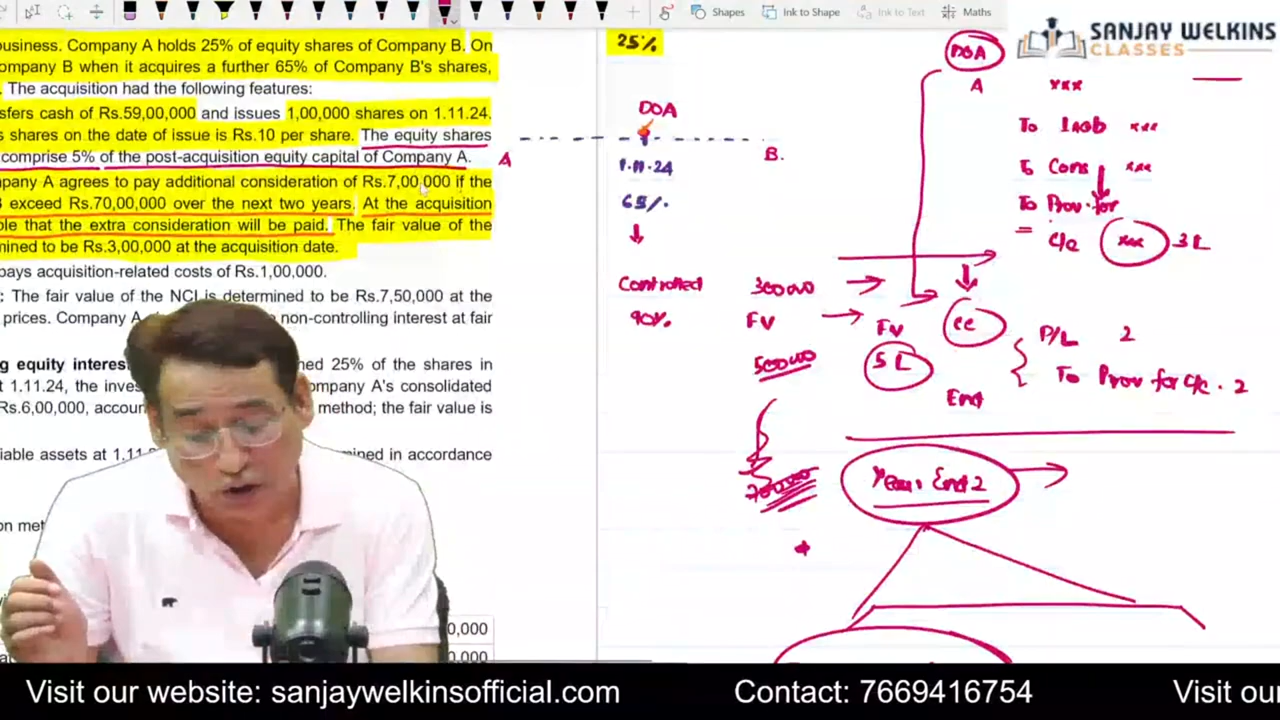 Shapes
Ink to Shape
Ink to Text
Maths
SANJAY WELKINS
CLASSES
business. Company A holds 25% of equity shares of Company B. On
ompany B when it acquires a further 65% of Company B's shares,
. The acquisition had the following features:
sfers cash of Rs.59,00,000 and issues 1,00,000 shares on 1.11.24.
s shares on the date of issue is Rs.10 per share. The equity shares
comprise 5% of the post-acquisition equity capital of Company A.
pany A agrees to pay additional consideration of Rs.7,00,000 if the
B exceed Rs.70,00,000 over the next two years. At the acquisition
ble that the extra consideration will be paid. The fair value of the
mined to be Rs.3,00,000 at the acquisition date.
pays acquisition-related costs of Rs.1,00,000.
: The fair value of the NCI is determined to be Rs.7,50,000 at the
prices. Company A non-controlling interest at fair
g equity interes ned 25% of the shares in
t 1.11.24, the inves ompany A's consolidated
Rs.6,00,000, accoun method; the fair value is
iable assets at 1.11 ined in accordance
on met
0,000
0,000
25%
DOA
A
B.
1.11.24
65%.
Controlled
90%.
300000
FV
500000
700000
FV
5L
CC
End
Year End 2
DOA
A xxx
To Inob xxx
To Cons xxx
To Prov. for
= C/c xxx 3L
P/L 2
To Prov for C/c. 2
Visit our website: sanjaywelkinsofficial.com
Contact: 7669416754
Visit ou